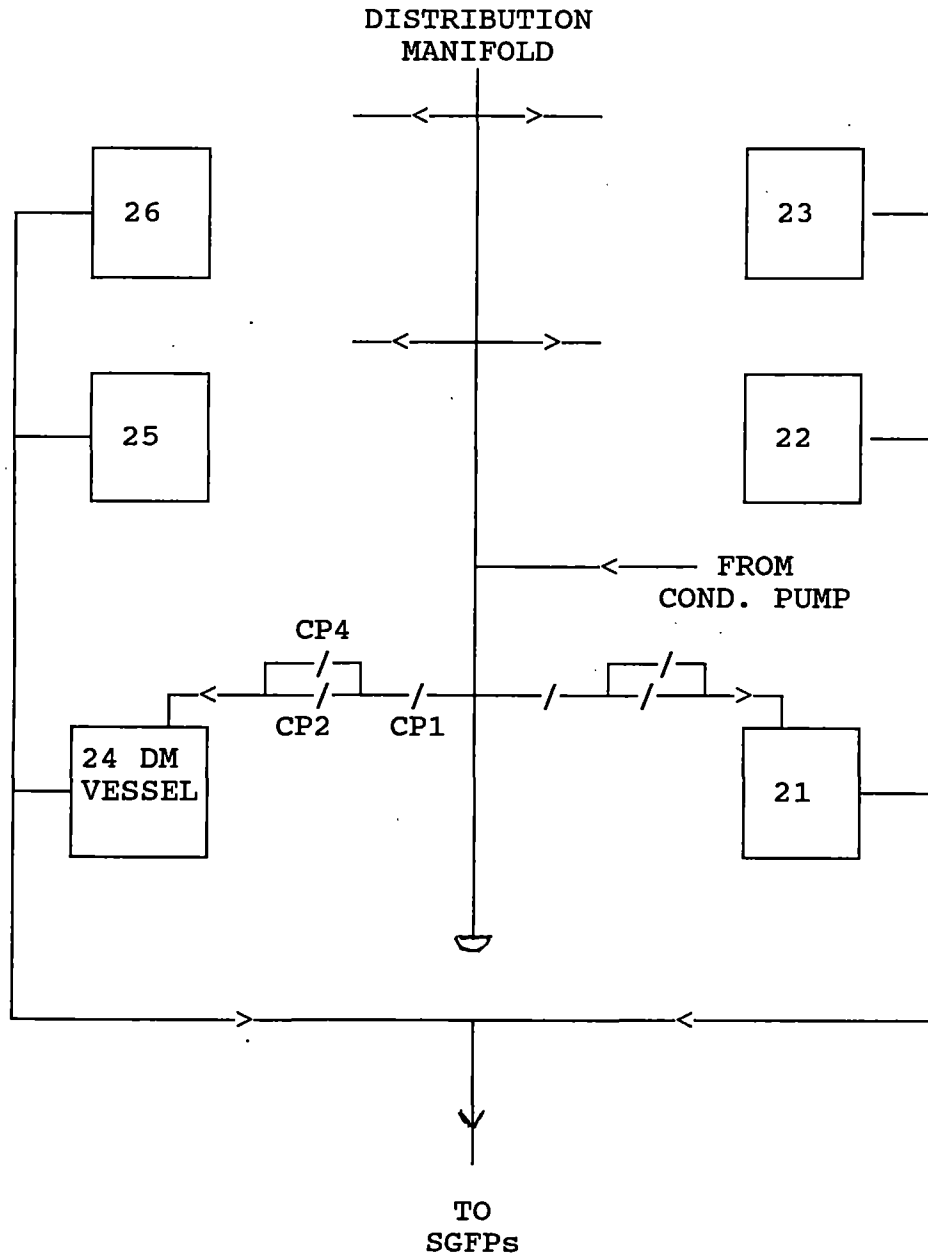 DISTRIBUTION
MANIFOLD
26
23
25
22
FROM
COND. PUMP
CP4
CP2
CP1
24 DM
VESSEL
21
TO
SGFPs